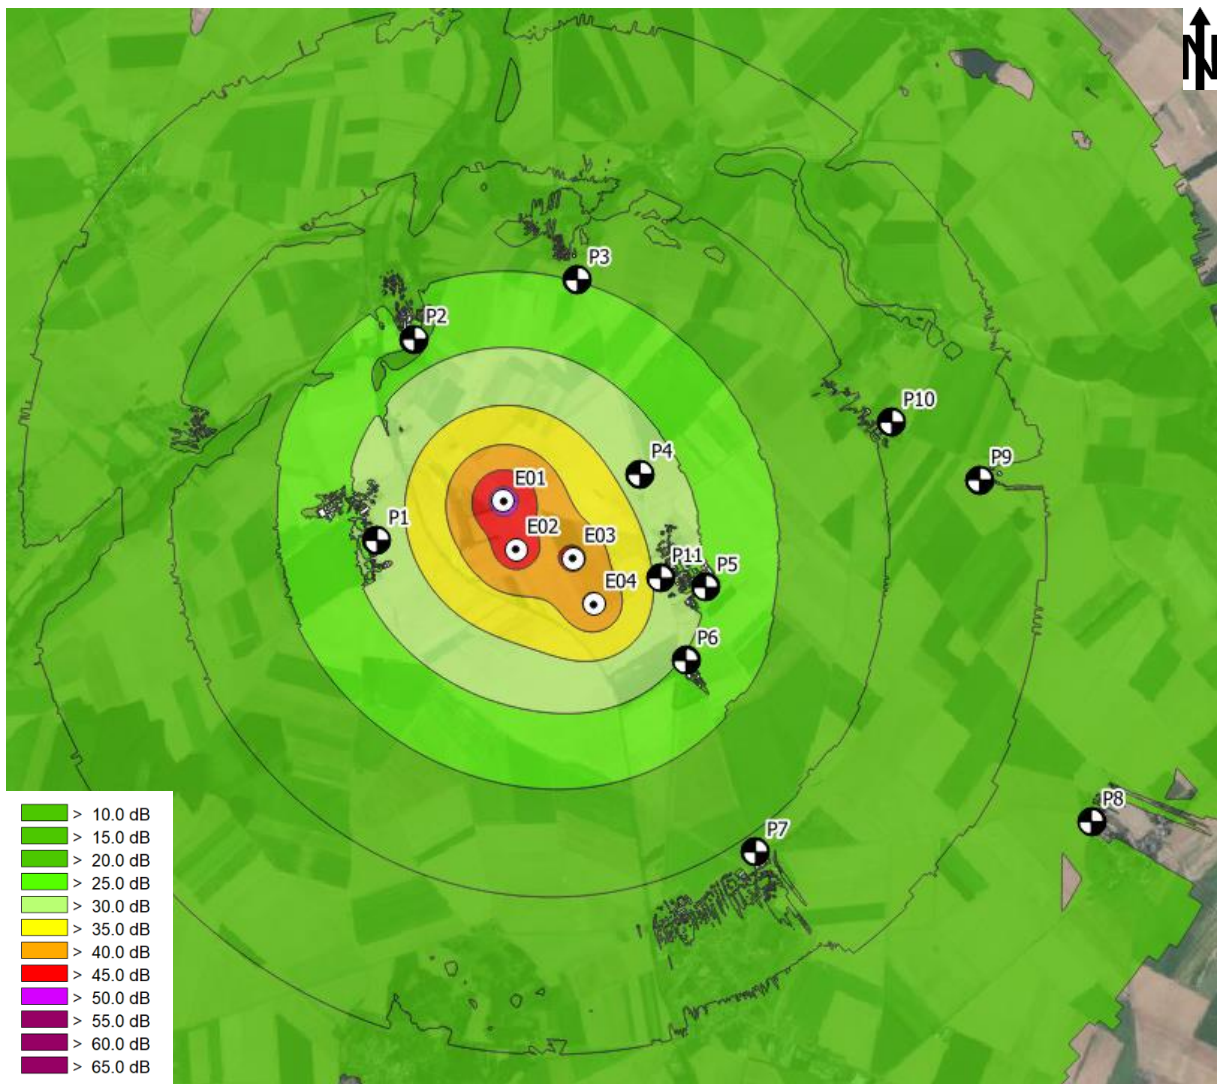 N
P3
P2
P10
P4
P9
E01
P1
E02
E03
P11
P5
E04
P6
P8
P7
> 10.0 dB
> 15.0 dB
> 20.0 dB
> 25.0 dB
> 30.0 dB
> 35.0 dB
> 40.0 dB
> 45.0 dB
> 50.0 dB
> 55.0 dB
> 60.0 dB
> 65.0 dB